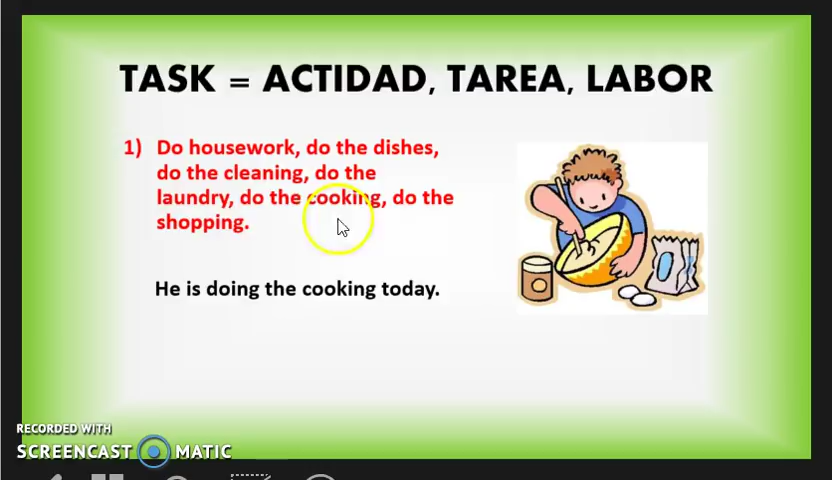 TASK = ACTIDAD, TAREA, LABOR
1) Do housework, do the dishes,
do the cleaning, do the
laundry, do the cooking, do the
shopping.
He is doing the cooking today.
RECORDED WITH
SCREENCAST MATIC